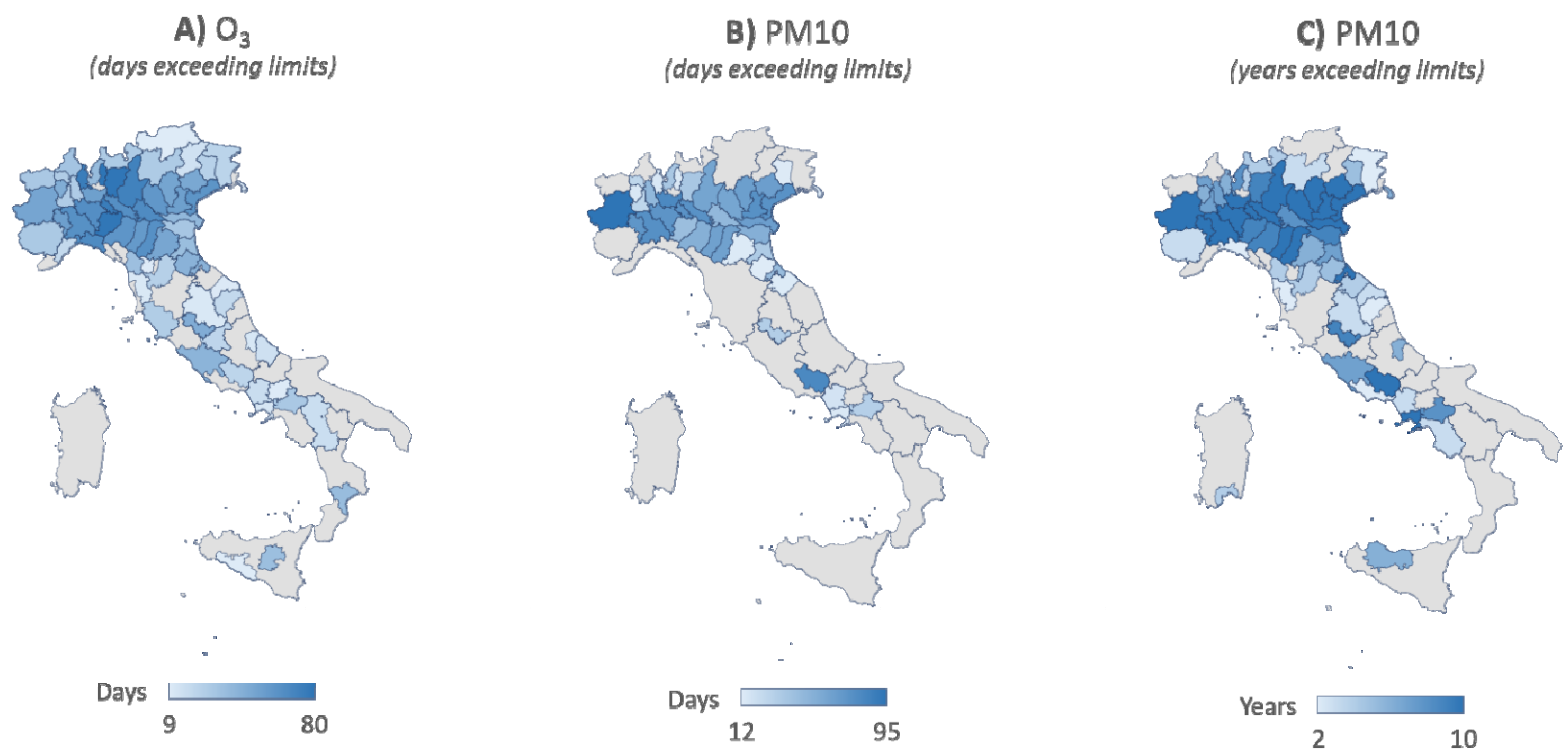 A) O₃
(days exceeding limits)
B) PM10
(days exceeding limits)
C) PM10
(years exceeding limits)
Days
9 80
Days
12 95
Years
2 10